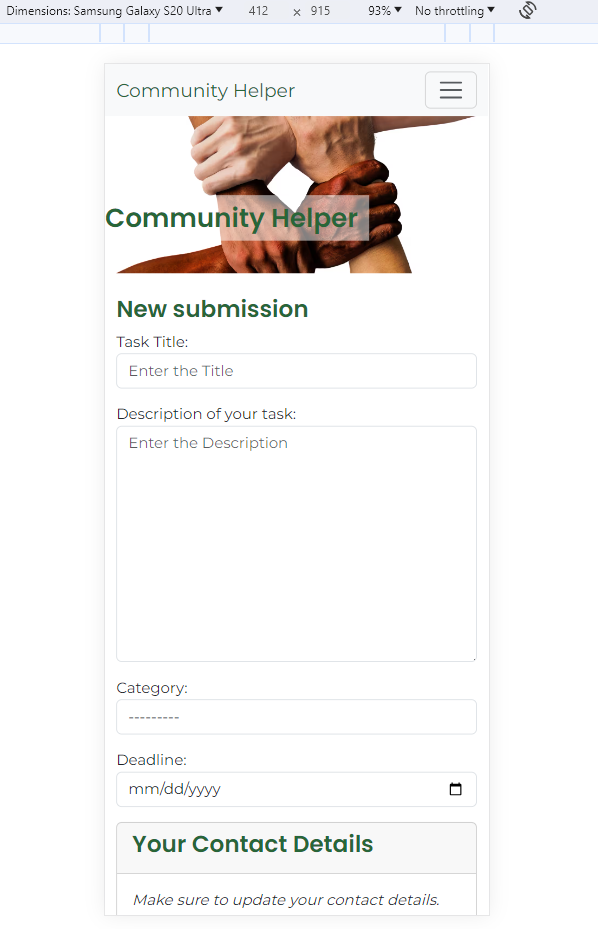 Dimensions: Samsung Galaxy S20 Ultra 412 x 915 93% No throttling
Community Helper
Community Helper
New submission
Task Title:
Enter the Title
Description of your task:
Enter the Description
Category:
---------
Deadline:
mm/dd/yyyy
Your Contact Details
Make sure to update your contact details.